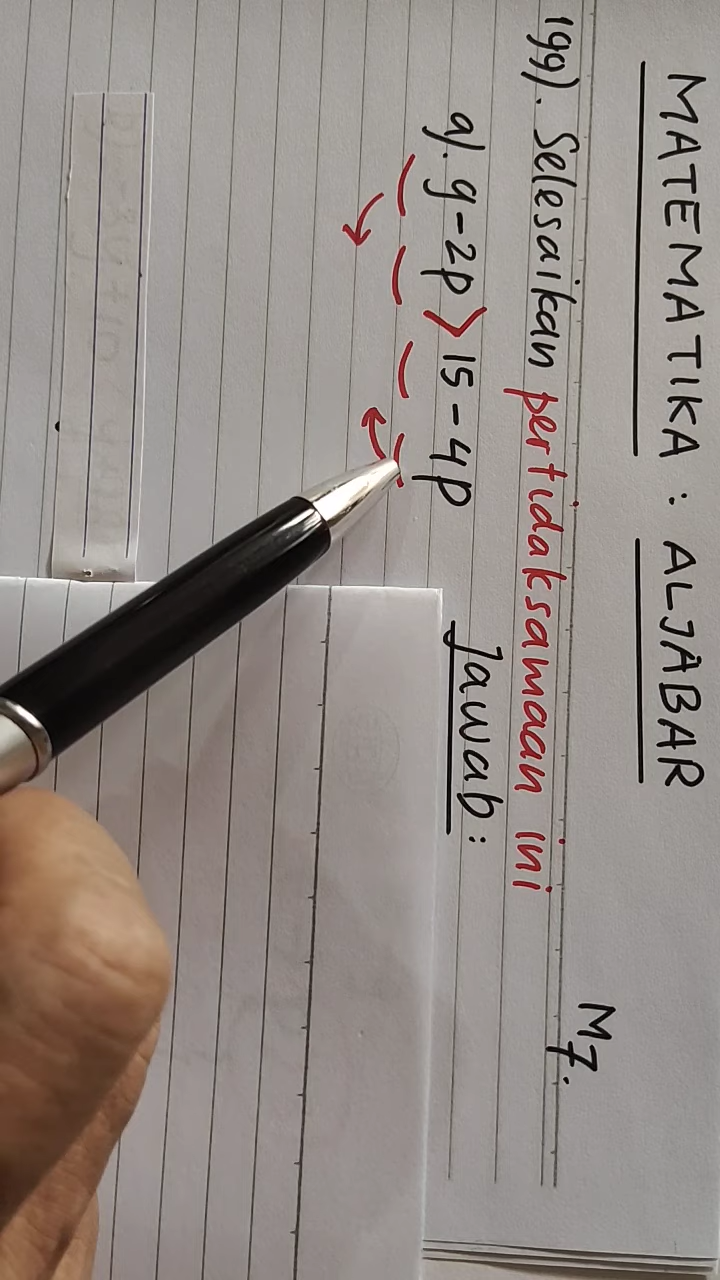 MATEMATIKA : ALJABAR
M7.
199). Selesaikan pertidaksamaan ini
a). 9-2p > 15-4p
Jawab: